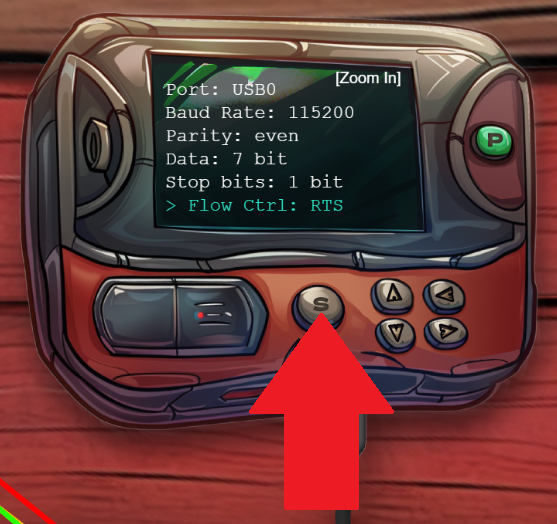 [Zoom In]
Port: USB0
Baud Rate: 115200
Parity: even
Data: 7 bit
Stop bits: 1 bit
> Flow Ctrl: RTS
P
S